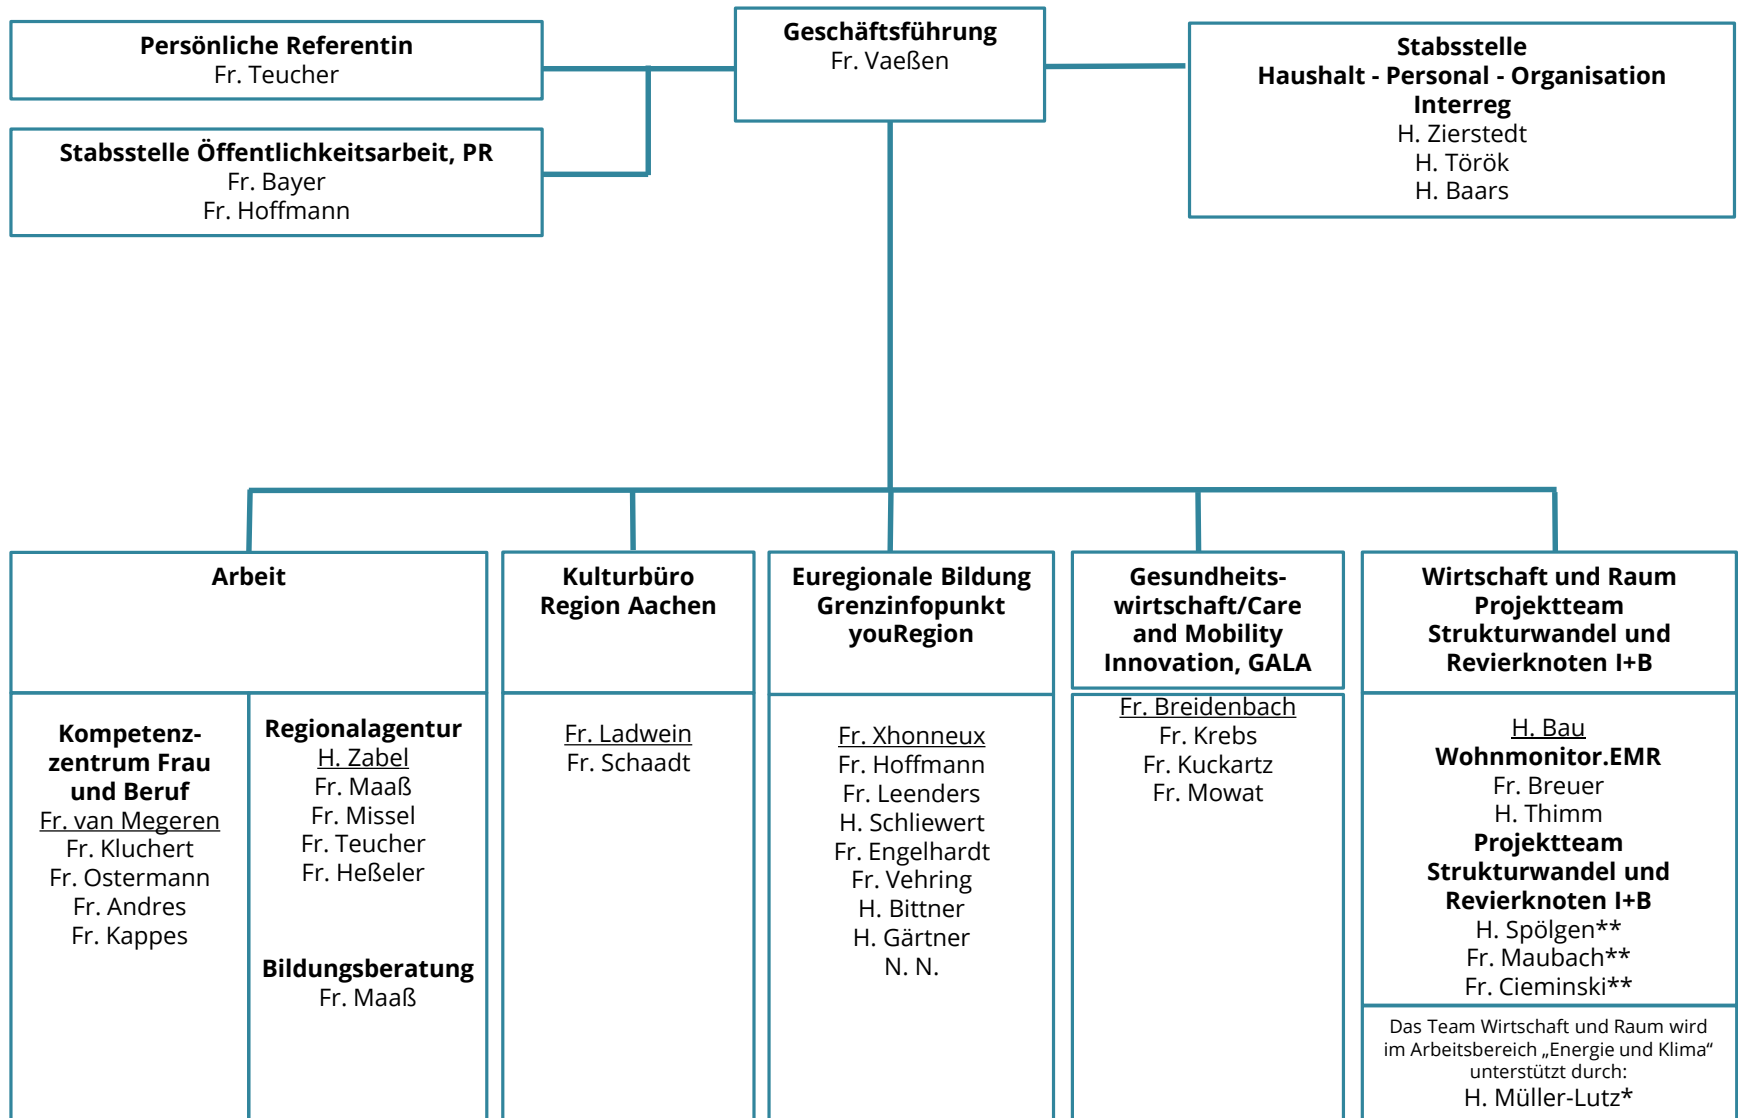 Persönliche Referentin
Fr. Teucher
Stabsstelle Öffentlichkeitsarbeit, PR
Fr. Bayer
Fr. Hoffmann
Geschäftsführung
Fr. Vaeßen
Stabsstelle
Haushalt - Personal - Organisation
Interreg
H. Zierstedt
H. Török
H. Baars
Arbeit
Kompetenz-
zentrum Frau
und Beruf
Fr. van Megeren
Fr. Kluchert
Fr. Ostermann
Fr. Andres
Fr. Kappes
Regionalagentur
H. Zabel
Fr. Maaß
Fr. Missel
Fr. Teucher
Fr. Heßeler
Bildungsberatung
Fr. Maaß
Kulturbüro
Region Aachen
Fr. Ladwein
Fr. Schaadt
Euregionale Bildung
Grenzinfopunkt
youRegion
Fr. Xhonneux
Fr. Hoffmann
Fr. Leenders
H. Schliewert
Fr. Engelhardt
Fr. Vehring
H. Bittner
H. Gärtner
N. N.
Gesundheits-
wirtschaft/Care
and Mobility
Innovation, GALA
Fr. Breidenbach
Fr. Krebs
Fr. Kuckartz
Fr. Mowat
Wirtschaft und Raum
Projektteam
Strukturwandel und
Revierknoten I+B
H. Bau
Wohnmonitor.EMR
Fr. Breuer
H. Thimm
Projektteam
Strukturwandel und
Revierknoten I+B
H. Spölgen**
Fr. Maubach**
Fr. Cieminski**
Das Team Wirtschaft und Raum wird
im Arbeitsbereich „Energie und Klima“
unterstützt durch:
H. Müller-Lutz*